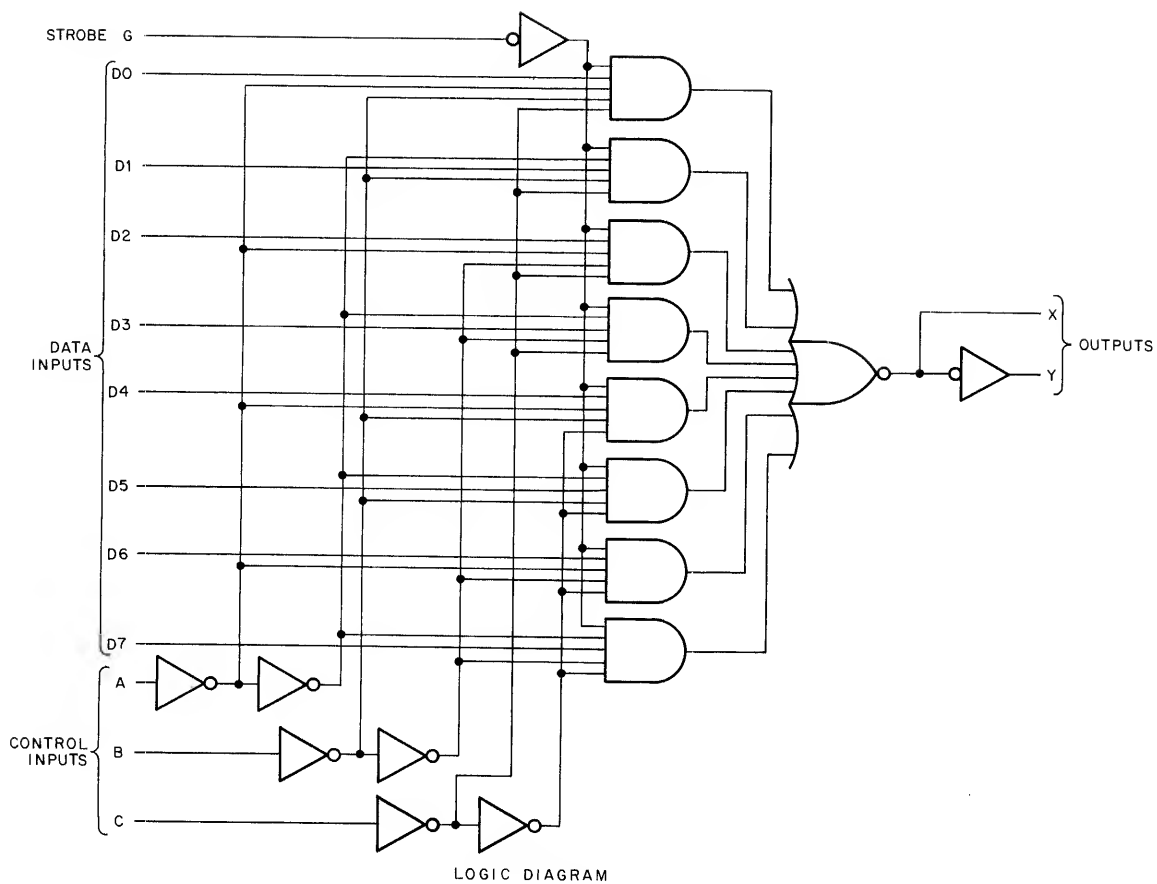 STROBE G
D0
D1
D2
D3
DATA
INPUTS
D4
D5
D6
D7
A
CONTROL
INPUTS
B
C
X
OUTPUTS
Y
LOGIC DIAGRAM